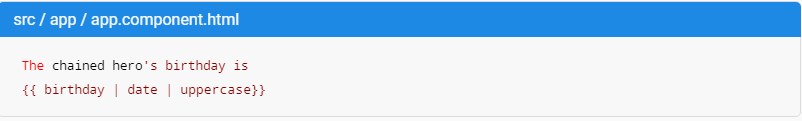 src / app / app.component.html
The chained hero's birthday is
{{ birthday | date | uppercase}}